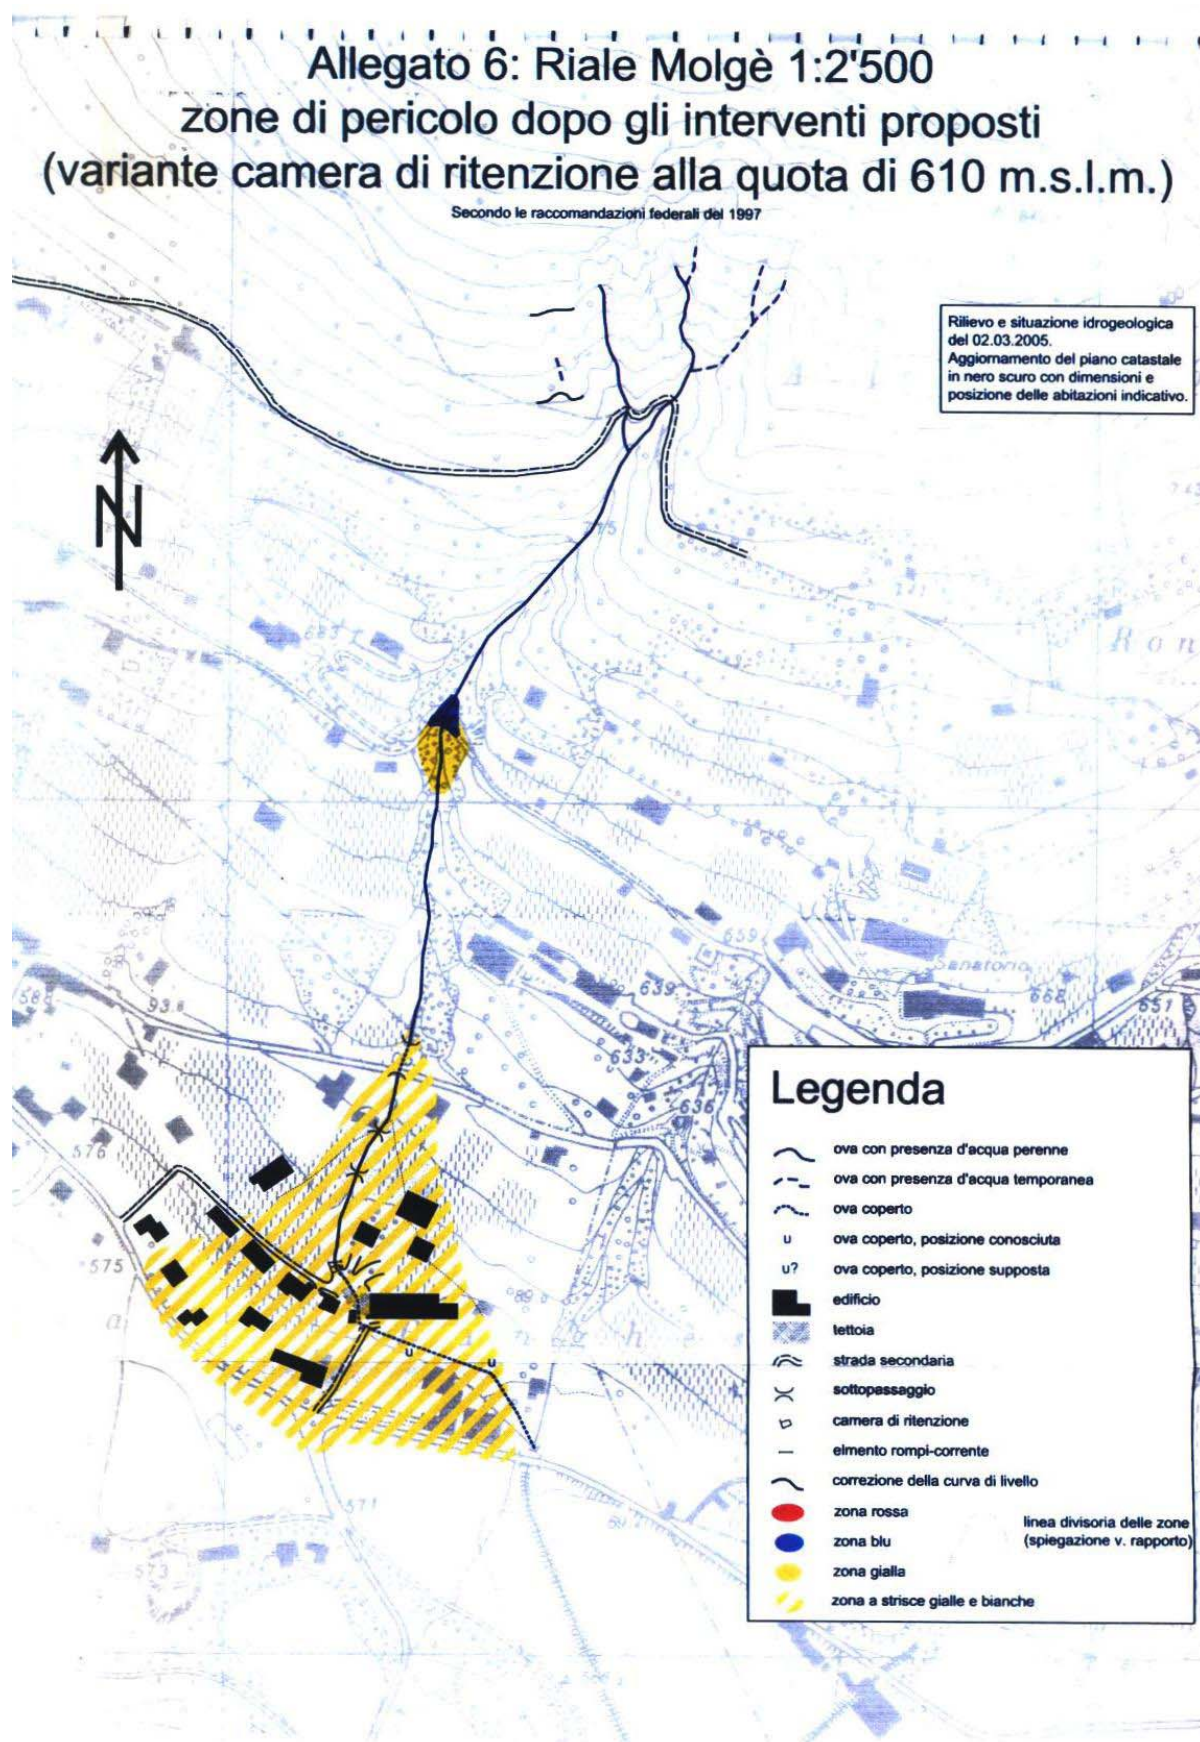 Allegato 6: Riale Molgè 1:2'500
zone di pericolo dopo gli interventi proposti
(variante camera di ritenzione alla quota di 610 m.s.l.m.)
Secondo le raccomandazioni federali del 1997
Rilievo e situazione idrogeologica
del 02.03.2005.
Aggiornamento del piano catastale
in nero scuro con dimensioni e
posizione delle abitazioni indicativo.
N
Ron
659
Sanatorio
639
668
651
58
93.6
633
636
576
575
a
89
h
u
u
571
573
Legenda
ova con presenza d'acqua perenne
ova con presenza d'acqua temporanea
ova coperto
u ova coperto, posizione conosciuta
u? ova coperto, posizione supposta
edificio
tettoia
strada secondaria
sottopassaggio
camera di ritenzione
elmento rompi-corrente
correzione della curva di livello
zona rossa
zona blu
zona gialla
zona a strisce gialle e bianche
linea divisoria delle zone
(spiegazione v. rapporto)